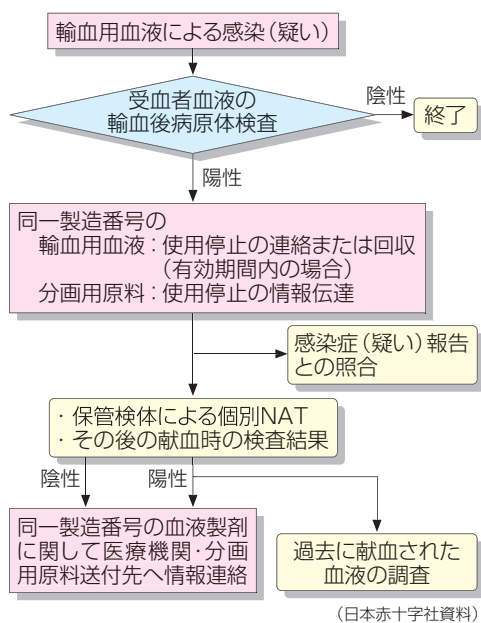 輸血用血液による感染（疑い）
受血者血液の
輸血後病原体検査
陰性
終了
陽性
同一製造番号の
輸血用血液：使用停止の連絡または回収
（有効期間内の場合）
分画用原料：使用停止の情報伝達
感染症（疑い）報告
との照合
・保管検体による個別NAT
・その後の献血時の検査結果
陰性
陽性
同一製造番号の血液製剤
に関して医療機関・分画
用原料送付先へ情報連絡
過去に献血された
血液の調査
（日本赤十字社資料）